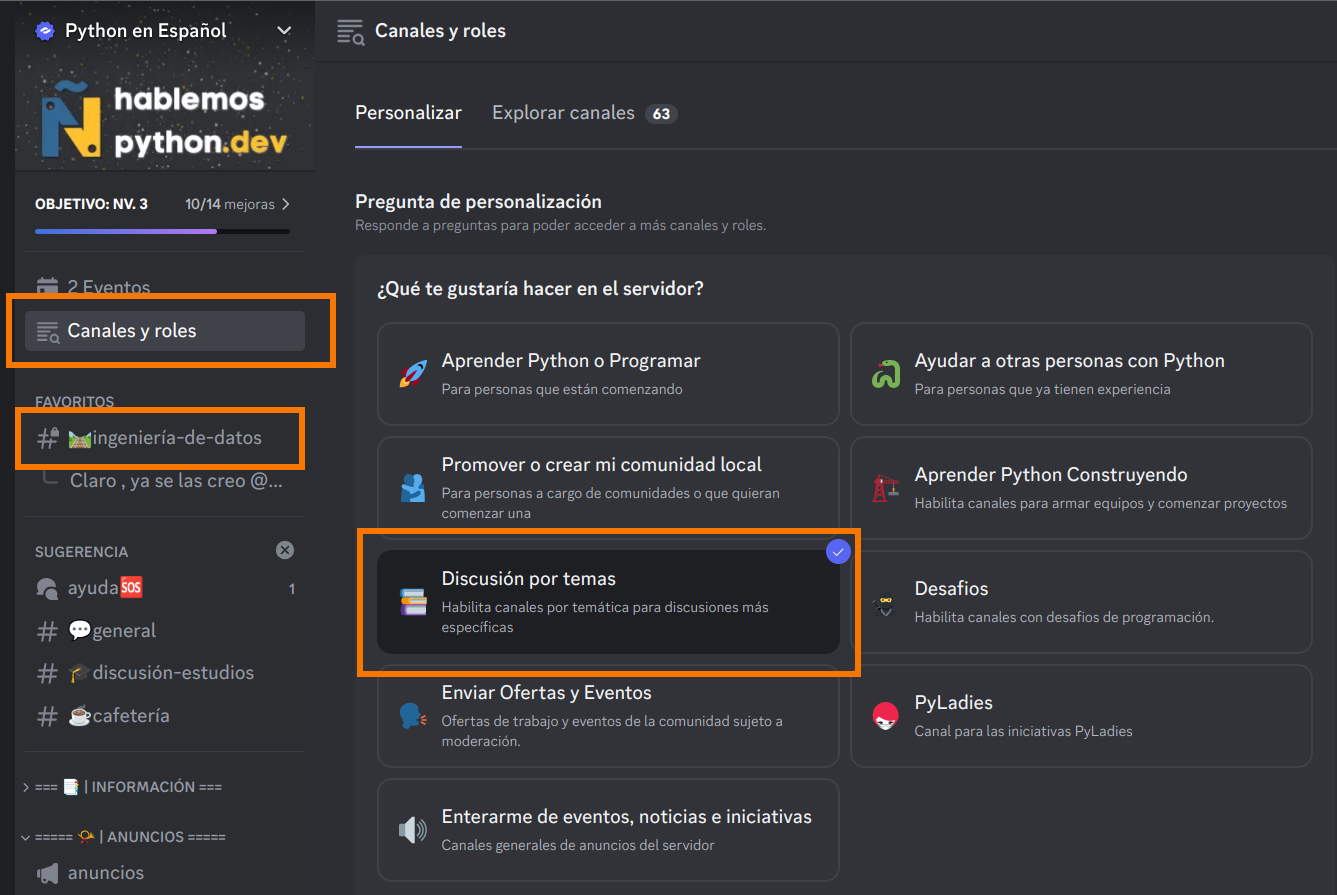 Python en Español
hablemos
python.dev
OBJETIVO: NV. 3 10/14 mejoras
2 Eventos
Canales y roles
FAVORITOS
ingeniería-de-datos
Claro , ya se las creo @...
SUGERENCIA
ayuda🆘 1
💬general
🎓discusión-estudios
☕cafetería
=== 📑 | INFORMACIÓN ===
===== 📯 | ANUNCIOS =====
anuncios
Canales y roles
Personalizar Explorar canales 63
Pregunta de personalización
Responde a preguntas para poder acceder a más canales y roles.
¿Qué te gustaría hacer en el servidor?
Aprender Python o Programar
Para personas que están comenzando
Ayudar a otras personas con Python
Para personas que ya tienen experiencia
Promover o crear mi comunidad local
Para personas a cargo de comunidades o que quieran
comenzar una
Aprender Python Construyendo
Habilita canales para armar equipos y comenzar proyectos
Discusión por temas
Habilita canales por temática para discusiones más
específicas
Desafios
Habilita canales con desafios de programación.
Enviar Ofertas y Eventos
Ofertas de trabajo y eventos de la comunidad sujeto a
moderación.
PyLadies
Canal para las iniciativas PyLadies
Enterarme de eventos, noticias e iniciativas
Canales generales de anuncios del servidor